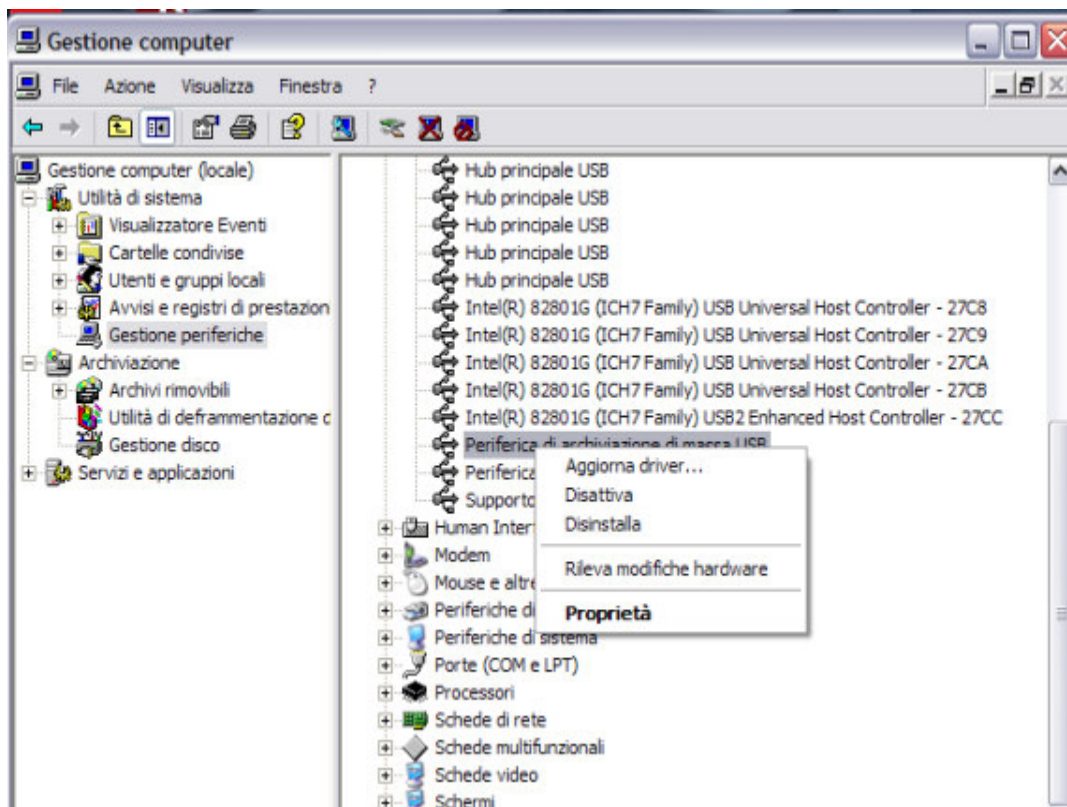 Gestione computer
File Azione Visualizza Finestra ?
Gestione computer (locale)
Utilità di sistema
Visualizzatore Eventi
Cartelle condivise
Utenti e gruppi locali
Avvisi e registri di prestazion
Gestione periferiche
Archiviazione
Archivi rimovibili
Utilità di deframmentazione d
Gestione disco
Servizi e applicazioni
Hub principale USB
Hub principale USB
Hub principale USB
Hub principale USB
Hub principale USB
Intel(R) 82801G (ICH7 Family) USB Universal Host Controller - 27C8
Intel(R) 82801G (ICH7 Family) USB Universal Host Controller - 27C9
Intel(R) 82801G (ICH7 Family) USB Universal Host Controller - 27CA
Intel(R) 82801G (ICH7 Family) USB Universal Host Controller - 27CB
Intel(R) 82801G (ICH7 Family) USB2 Enhanced Host Controller - 27CC
Periferica di archiviazione di massa USB
Periferica
Supporto
Human Inter
Modem
Mouse e altre
Periferiche di
Periferiche di sistema
Porte (COM e LPT)
Processori
Schede di rete
Schede multifunzionali
Schede video
Schermi
Aggiorna driver...
Disattiva
Disinstalla
Rileva modifiche hardware
Proprietà